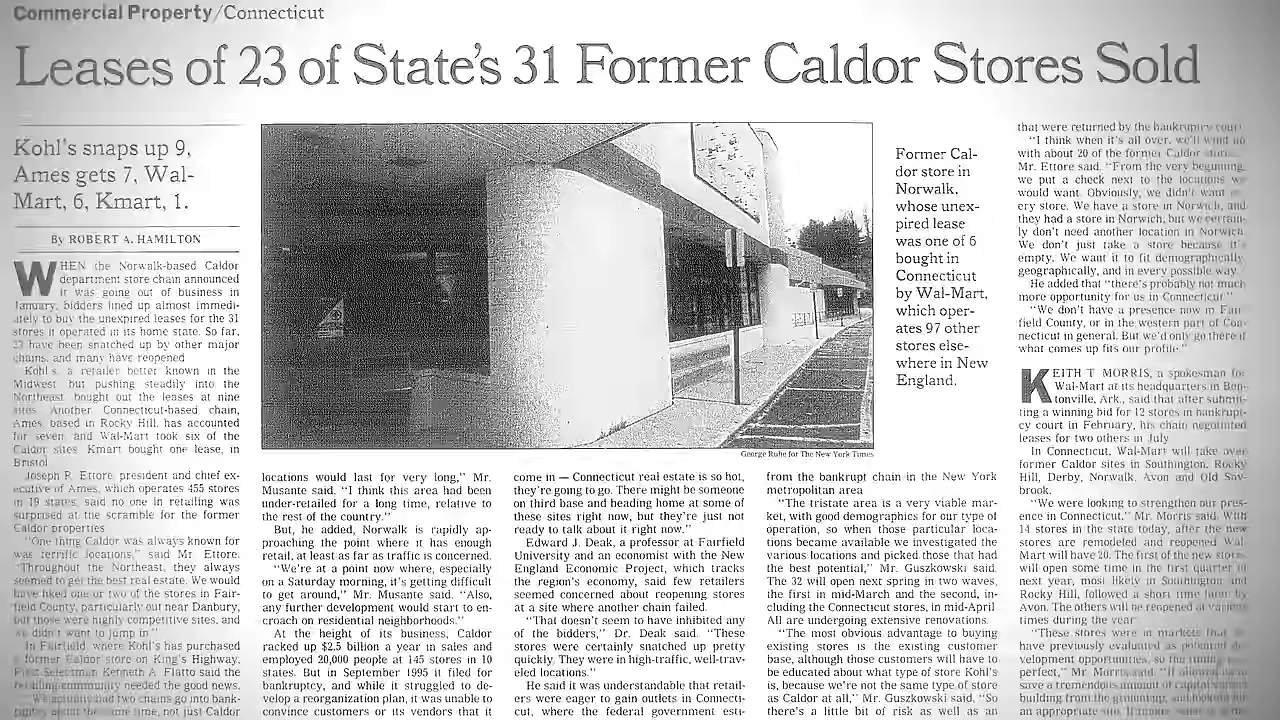 Commercial Property/Connecticut
Leases of 23 of State's 31 Former Caldor Stores Sold
Kohl's snaps up 9,
Ames gets 7, Wal-
Mart, 6, Kmart, 1.
By ROBERT A. HAMILTON
WHEN the Norwalk-based Caldor
department store chain announced
it was going out of business in
January, bidders lined up almost immedi-
ately to buy the unexpired leases for the 31
stores it operated in its home state. So far,
23 have been snatched up by other major
chains, and many have reopened
Kohl's, a retailer better known in the
Midwest but pushing steadily into the
Northeast bought out the leases at nine
sites. Another Connecticut-based chain,
Ames, based in Rocky Hill, has accounted
for seven, and Wal-Mart took six of the
Caldor sites. Kmart bought one lease, in
Bristol
Joseph R. Ettore, president and chief ex-
ecutive of Ames, which operates 455 stores
in 19 states, said no one in retailing was
surprised at the scramble for the former
Caldor properties
"One thing Caldor was always known for
was terrific locations," said Mr. Ettore.
"Throughout the Northeast, they always
seemed to get the best real estate. We would
have liked one or two of the stores in Fair-
field County, particularly out near Danbury,
but those were highly competitive sites, and
we didn't want to jump in"
In Fairfield, where Kohl's has purchased
a former Caldor store on King's Highway,
First Selectman Kenneth A. Flatto said the
retailing community needed the good news.
"We actually had two chains go into bank-
ruptcy about the same time, not just Caldor
George Ruhe for The New York Times
Former Cal-
dor store in
Norwalk,
whose unex-
pired lease
was one of 6
bought in
Connecticut
by Wal-Mart,
which oper-
ates 97 other
stores else-
where in New
England.
locations would last for very long," Mr.
Musante said. "I think this area had been
under-retailed for a long time, relative to
the rest of the country."
But, he added, Norwalk is rapidly ap-
proaching the point where it has enough
retail, at least as far as traffic is concerned.
"We're at a point now where, especially
on a Saturday morning, it's getting difficult
to get around," Mr. Musante said. "Also,
any further development would start to en-
croach on residential neighborhoods."
At the height of its business, Caldor
racked up $2.5 billion a year in sales and
employed 20,000 people at 145 stores in 10
states. But in September 1995 it filed for
bankruptcy, and while it struggled to de-
velop a reorganization plan, it was unable to
convince customers or its vendors that it
come in — Connecticut real estate is so hot,
they're going to go. There might be someone
on third base and heading home at some of
these sites right now, but they're just not
ready to talk about it right now."
Edward J. Deak, a professor at Fairfield
University and an economist with the New
England Economic Project, which tracks
the region's economy, said few retailers
seemed concerned about reopening stores
at a site where another chain failed.
"That doesn't seem to have inhibited any
of the bidders," Dr. Deak said. "These
stores were certainly snatched up pretty
quickly. They were in high-traffic, well-trav-
eled locations."
He said it was understandable that retail-
ers were eager to gain outlets in Connecti-
cut, where the federal government esti-
from the bankrupt chain in the New York
metropolitan area
"The tristate area is a very viable mar-
ket, with good demographics for our type of
operation, so when those particular loca-
tions became available we investigated the
various locations and picked those that had
the best potential," Mr. Guszkowski said.
The 32 will open next spring in two waves,
the first in mid-March and the second, in-
cluding the Connecticut stores, in mid-April
All are undergoing extensive renovations.
"The most obvious advantage to buying
existing stores is the existing customer
base, although those customers will have to
be educated about what type of store Kohl's
is, because we're not the same type of store
as Caldor at all," Mr. Guszkowski said. "So
there's a little bit of risk as well as an
that were returned by the bankruptcy court
"I think when it's all over, we'll wind up
with about 20 of the former Caldor stores,"
Mr. Ettore said. "From the very beginning,
we put a check next to the locations we
would want. Obviously, we didn't want ev-
ery store. We have a store in Norwich, and
they had a store in Norwich, but we certain-
ly don't need another location in Norwich
We don't just take a store because it's
empty. We want it to fit demographically,
geographically, and in every possible way."
He added that "there's probably not much
more opportunity for us in Connecticut"
"We don't have a presence now in Fair-
field County, or in the western part of Con-
necticut in general. But we'd only go there if
what comes up fits our profile."
KEITH T MORRIS, a spokesman for
Wal-Mart at its headquarters in Ben-
tonville, Ark., said that after submit-
ting a winning bid for 12 stores in bankrupt-
cy court in February, his chain negotiated
leases for two others in July
In Connecticut, Wal-Mart will take over
former Caldor sites in Southington, Rocky
Hill, Derby, Norwalk, Avon and Old Say-
brook.
"We were looking to strengthen our pres-
ence in Connecticut," Mr. Morris said. With
14 stores in the state today, after the new
stores are remodeled and reopened Wal-
Mart will have 20. The first of the new stores
will open some time in the first quarter of
next year, most likely in Southington and
Rocky Hill, followed a short time later by
Avon. The others will be reopened at various
times during the year
"These stores were in markets that
have previously evaluated as potential de-
velopment opportunities, so the timing
perfect," Mr. Morris said. "It allowed
save a tremendous amount of capital
building from the ground up,
an appropriate site.